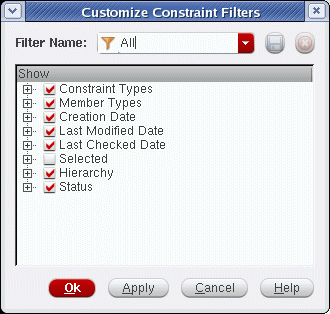 Customize Constraint Filters
Filter Name: All
Show
Constraint Types
Member Types
Creation Date
Last Modified Date
Last Checked Date
Selected
Hierarchy
Status
Ok Apply Cancel Help